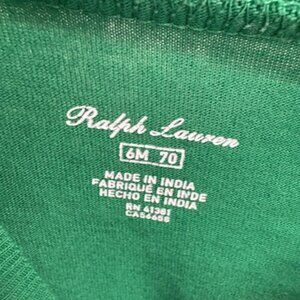 Ralph Lauren
6M 70
MADE IN INDIA
FABRIQUÉ EN INDE
HECHO EN INDIA
RN 41381
CA56658